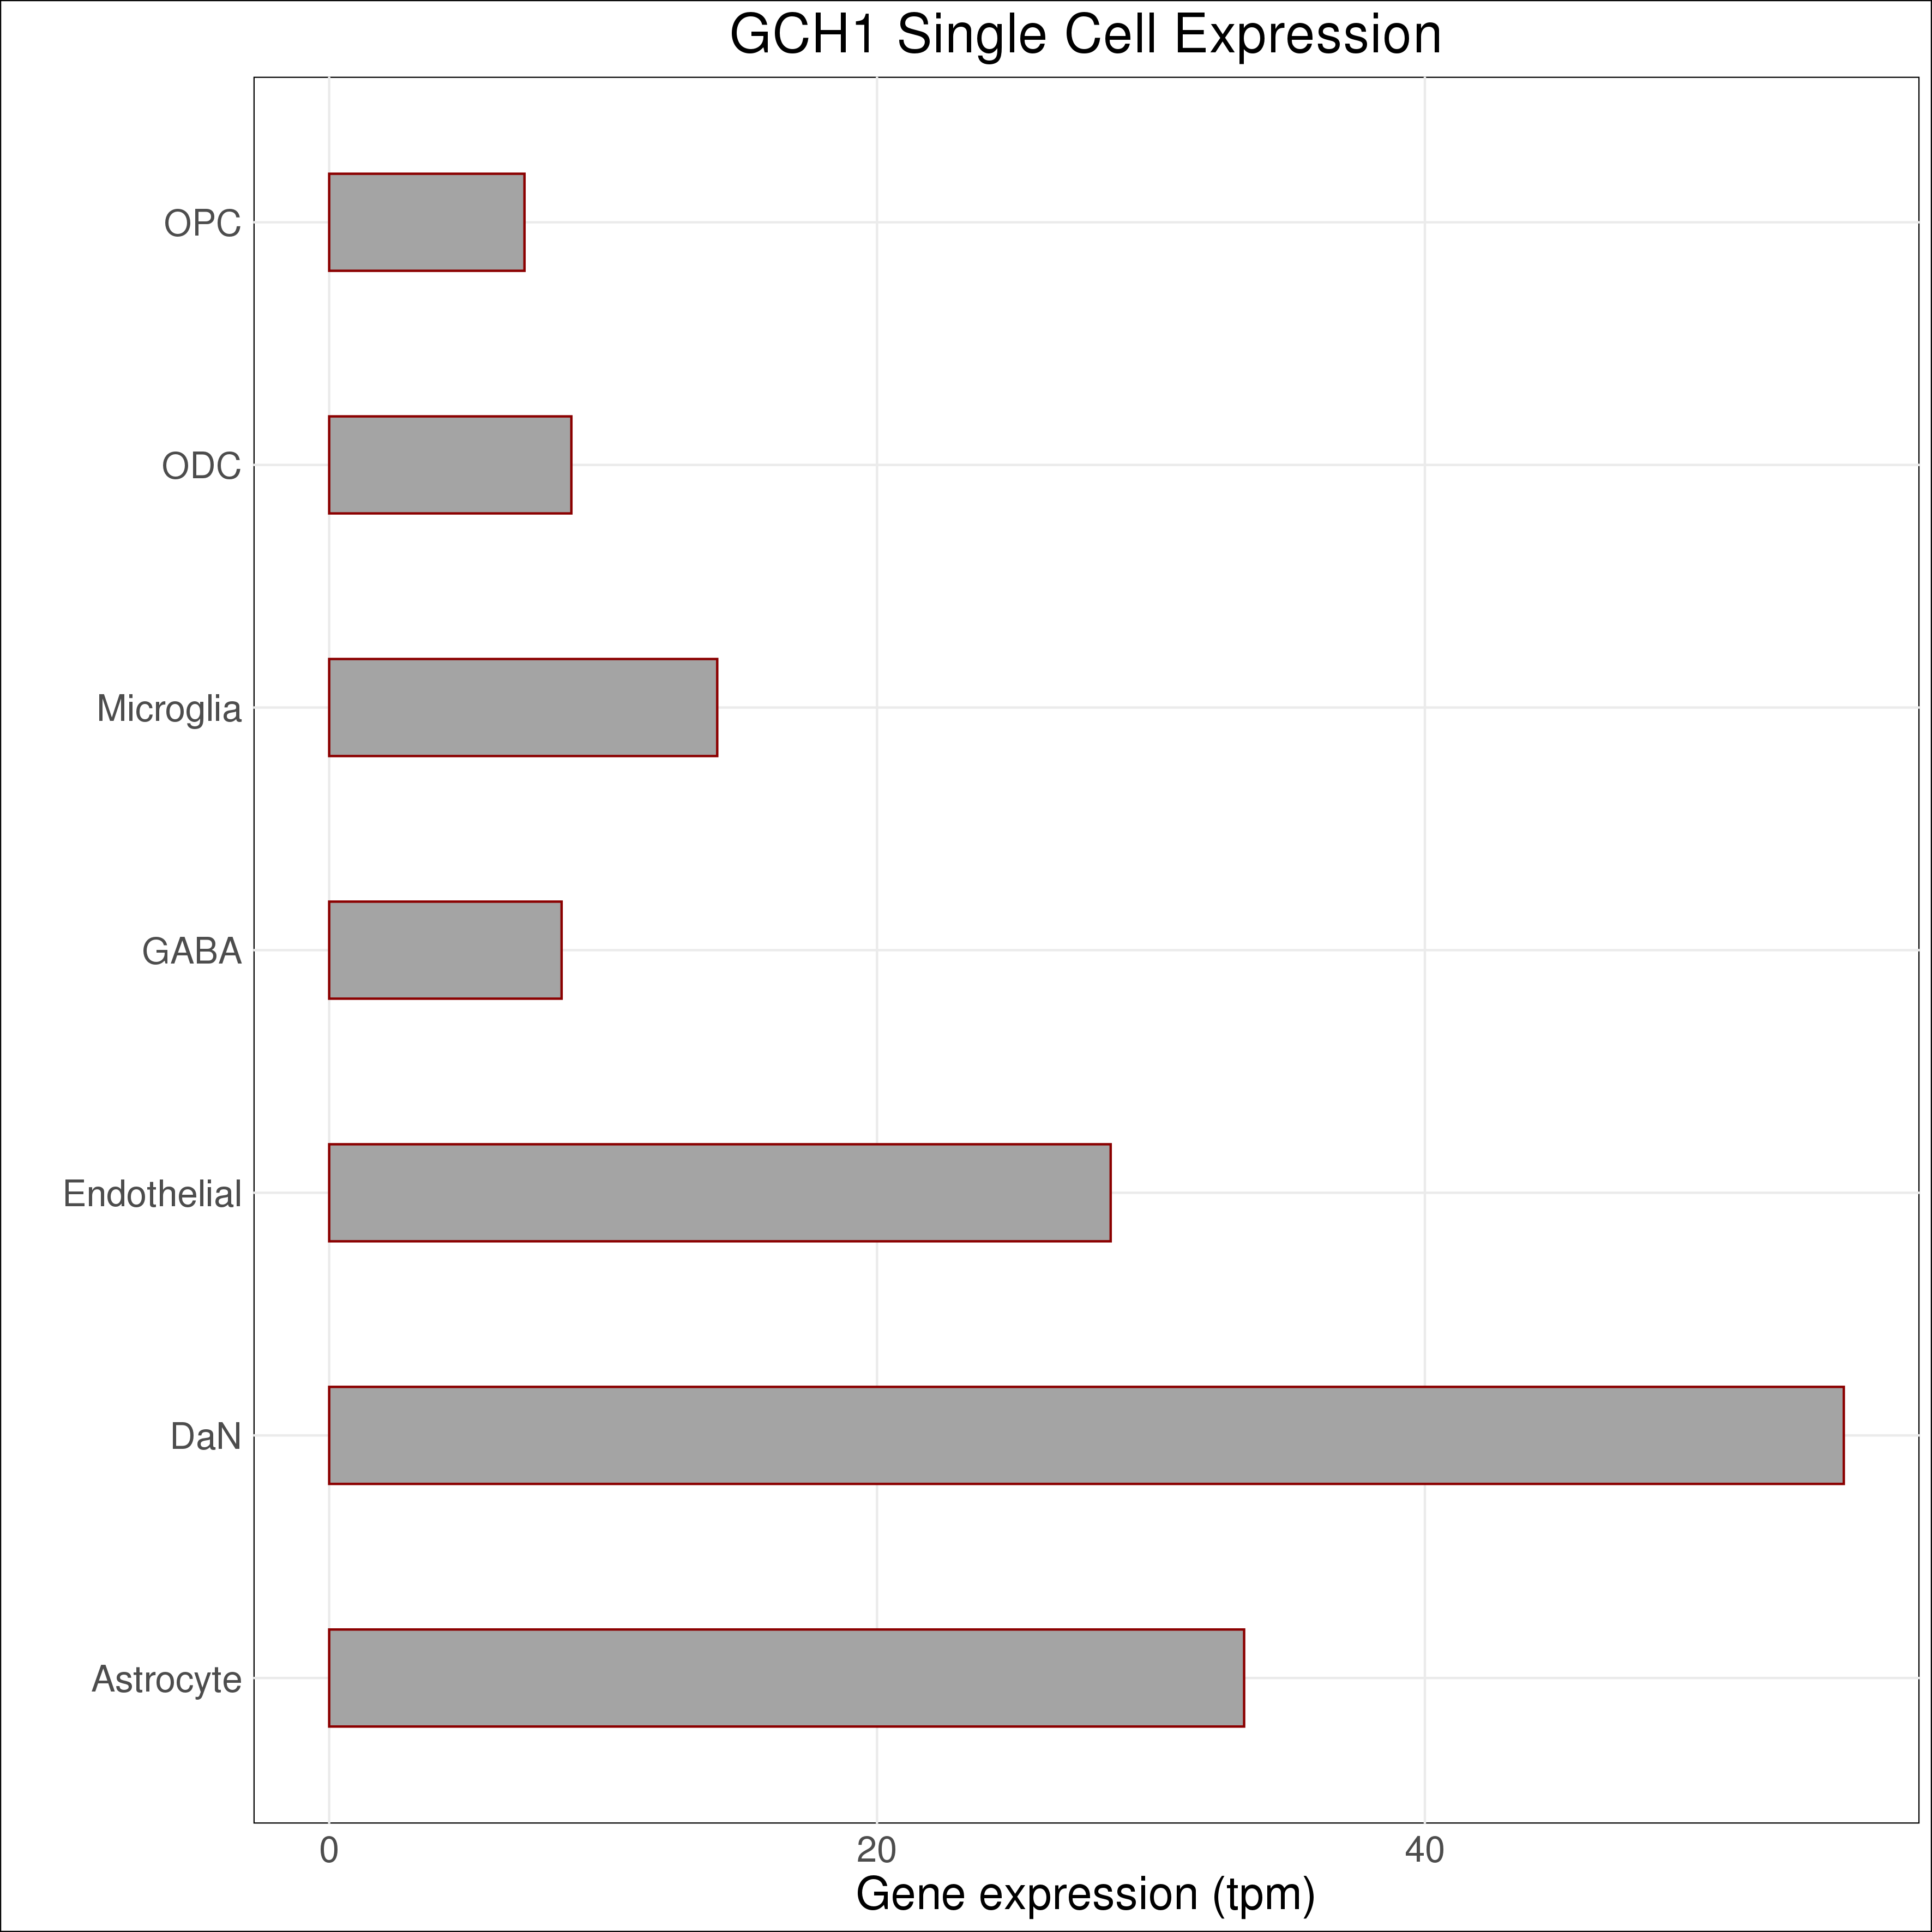 GCH1 Single Cell Expression
OPC
ODC
Microglia
GABA
Endothelial
DaN
Astrocyte
0 20 40
Gene expression (tpm)